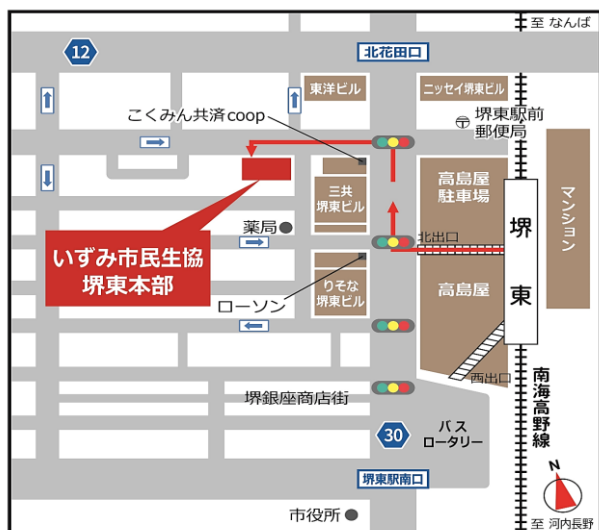 至 なんば
12
北花田口
東洋ビル
ニッセイ堺東ビル
こくみん共済coop
堺東駅前
郵便局
高島屋
駐車場
マンション
三共
堺東ビル
薬局
北出口
堺東
いずみ市民生協
堺東本部
ローソン
りそな
堺東ビル
高島屋
西出口
南海高野線
堺銀座商店街
30
バス
ロータリー
堺東駅南口
N
市役所
至 河内長野